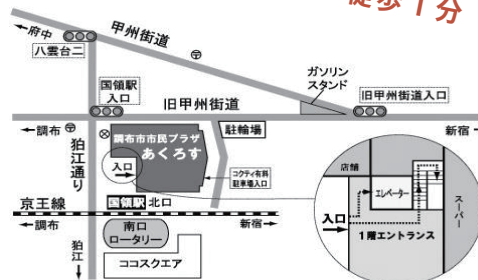 徒歩1分
←府中
甲州街道
八雲台二
ガソリン
スタンド
国領駅
入口
旧甲州街道
旧甲州街道入口
←調布
新宿→
狛江通り
調布市市民プラザ
あくろす
駐輪場
入口
コクティ有料
駐車場入口
京王線
国領駅 北口
←調布
新宿→
南口
ロータリー
狛江
ココスクエア
店舗
エレベーター
スーパー
入口
1階エントランス